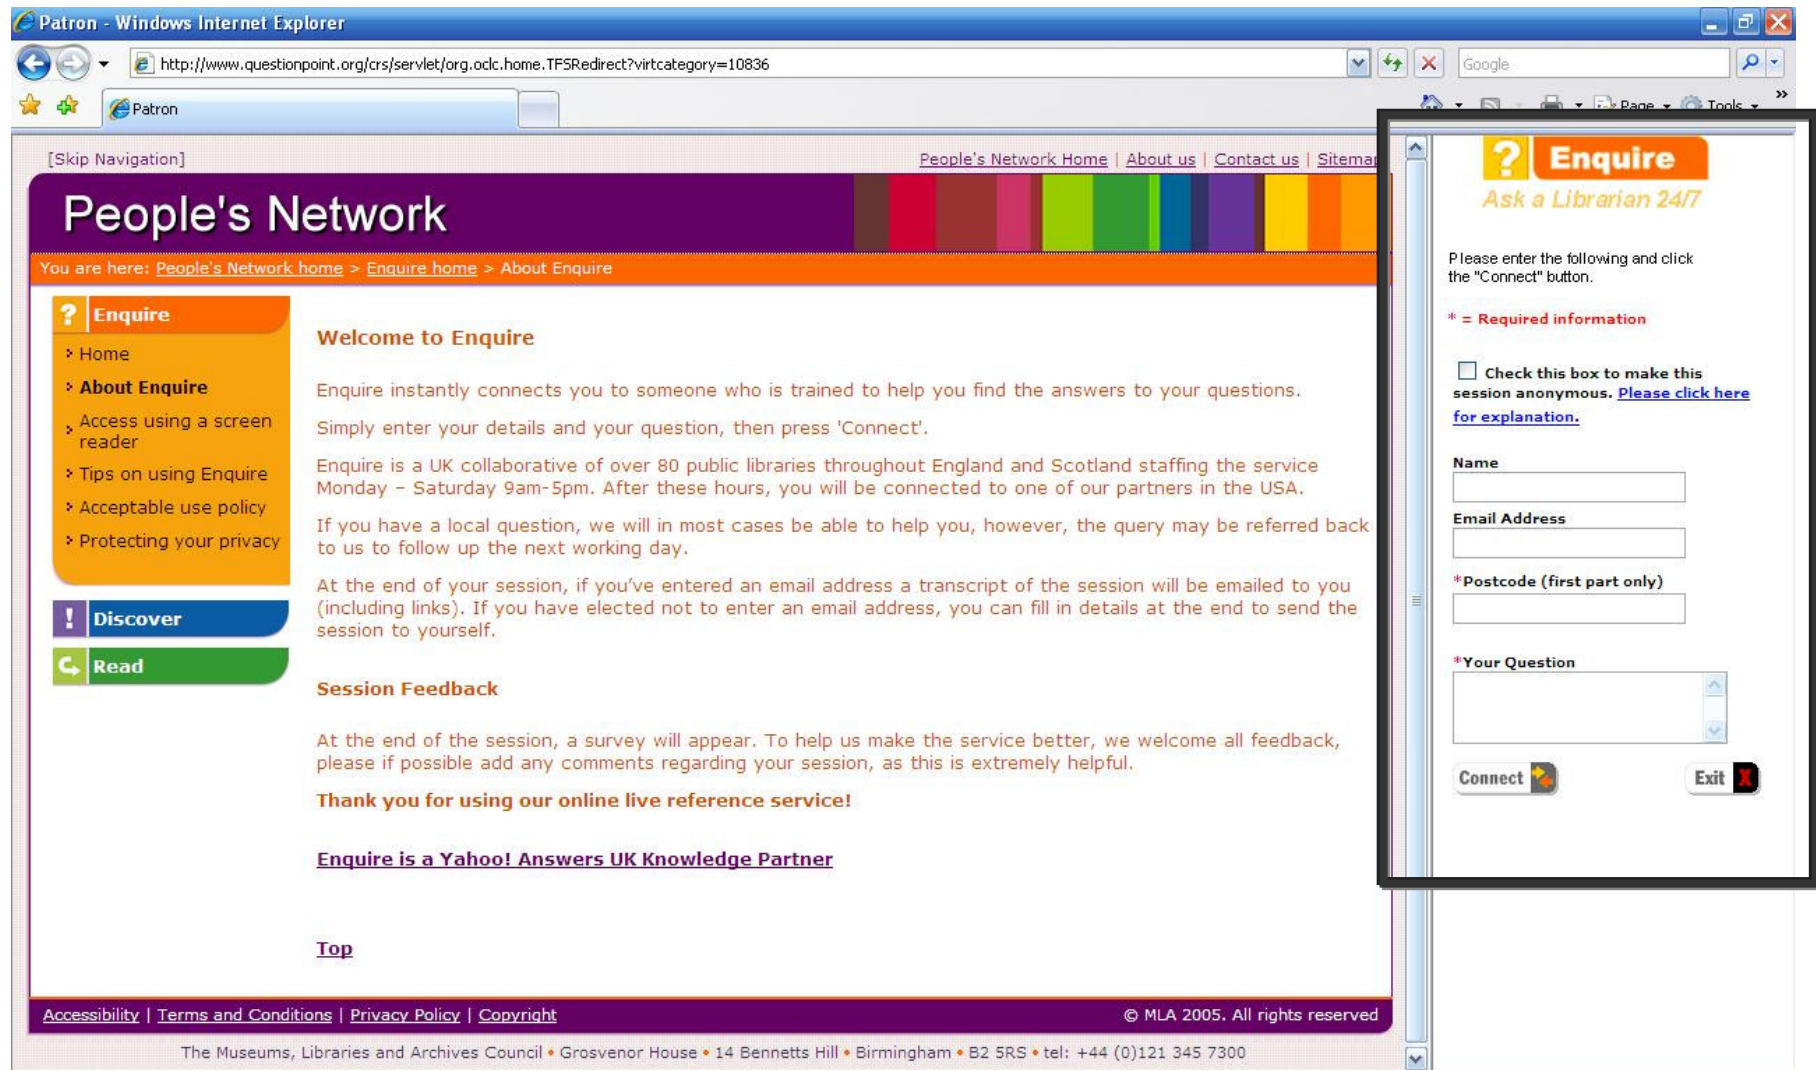 Patron - Windows Internet Explorer
http://www.questionpoint.org/crs/servlet/org.oclc.home.TFSRedirect?virtcategory=10836
Google
Patron
Page
Tools
[Skip Navigation]
People's Network Home | About us | Contact us | Sitemap
People's Network
You are here: People's Network home > Enquire home > About Enquire
? Enquire
Home
About Enquire
Access using a screen
reader
Tips on using Enquire
Acceptable use policy
Protecting your privacy
! Discover
Read
Welcome to Enquire
Enquire instantly connects you to someone who is trained to help you find the answers to your questions.
Simply enter your details and your question, then press 'Connect'.
Enquire is a UK collaborative of over 80 public libraries throughout England and Scotland staffing the service
Monday – Saturday 9am-5pm. After these hours, you will be connected to one of our partners in the USA.
If you have a local question, we will in most cases be able to help you, however, the query may be referred back
to us to follow up the next working day.
At the end of your session, if you've entered an email address a transcript of the session will be emailed to you
(including links). If you have elected not to enter an email address, you can fill in details at the end to send the
session to yourself.
Session Feedback
At the end of the session, a survey will appear. To help us make the service better, we welcome all feedback,
please if possible add any comments regarding your session, as this is extremely helpful.
Thank you for using our online live reference service!
Enquire is a Yahoo! Answers UK Knowledge Partner
Top
Accessibility | Terms and Conditions | Privacy Policy | Copyright
© MLA 2005. All rights reserved
The Museums, Libraries and Archives Council • Grosvenor House • 14 Bennetts Hill • Birmingham • B2 5RS • tel: +44 (0)121 345 7300
? Enquire
Ask a Librarian 24/7
Please enter the following and click
the "Connect" button.
* = Required information
Check this box to make this
session anonymous. Please click here
for explanation.
Name
Email Address
*Postcode (first part only)
*Your Question
Connect
Exit X